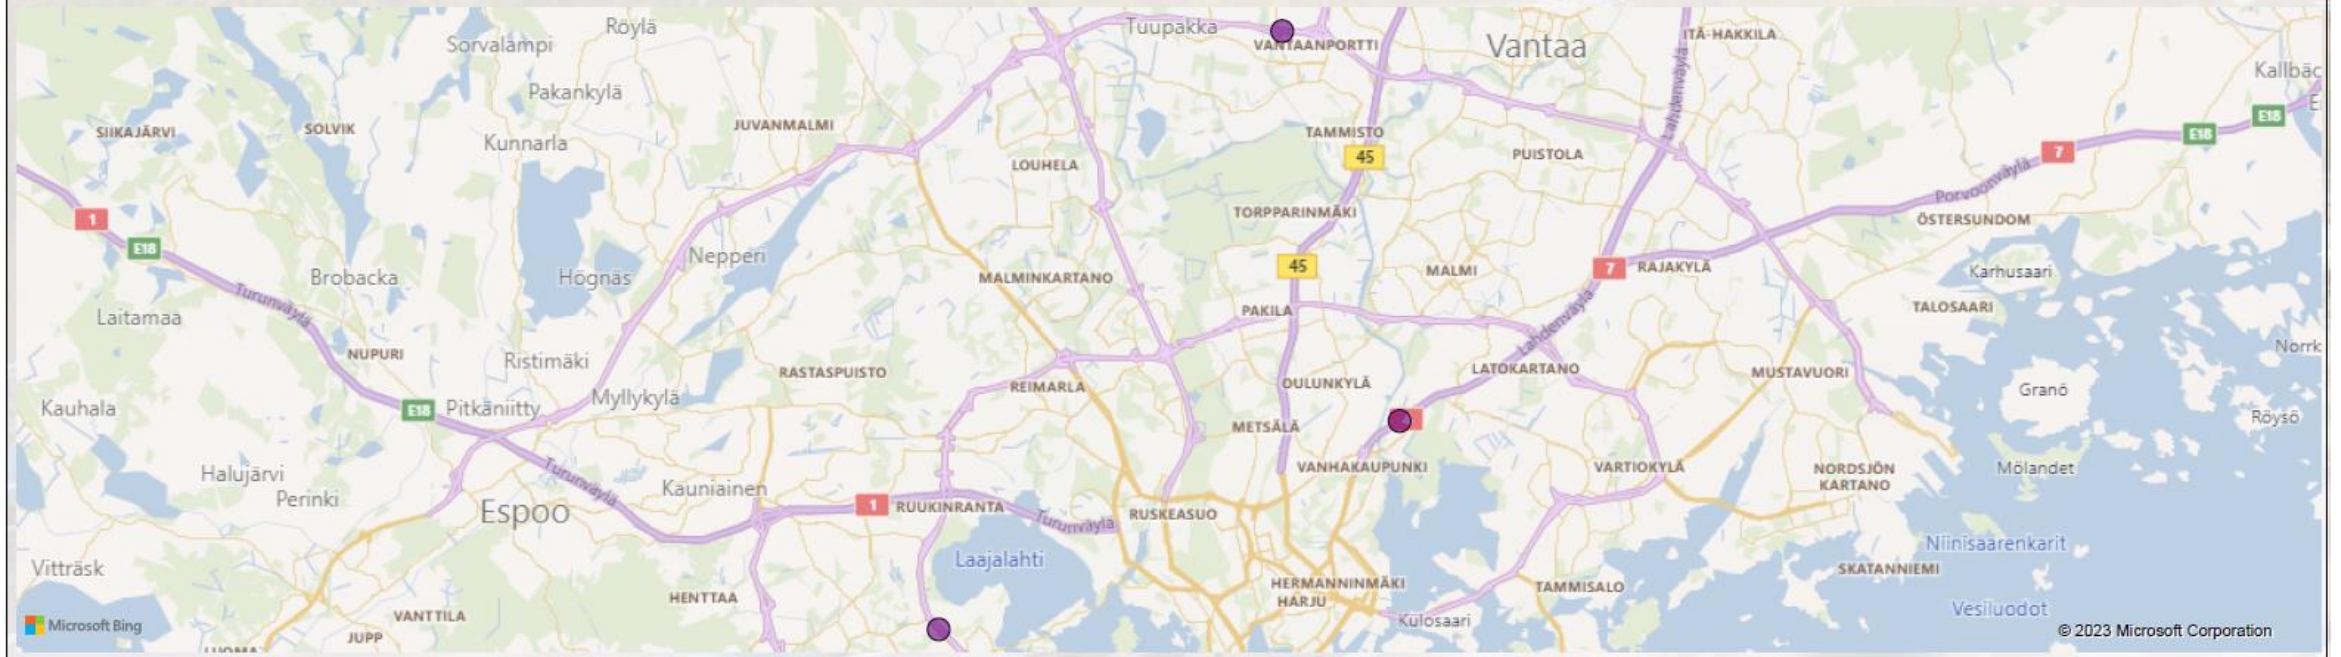 Röylä
Tuupakka
Sorvalampi
VANTAANPORTTI
Vantaa
ITÄ-HAKKILA
Kallbäc
Pakankylä
E18
SIIKAJÄRVI
SOLVIK
JUVANMALMI
Lahdenväylä
TAMMISTO
E18
Kunnarla
45
PUISTOLA
7
LOUHELA
Porvoonväylä
1
TORPPARINMÄKI
ÖSTERSUNDOM
E18
Nepperi
45
MALMI
7
RAJAKYLÄ
Karhusaari
Brobacka
Högnäs
MALMINKARTANO
Turunväylä
Laitamaa
PAKILA
Lahdenväylä
TALOSAARI
NUPURI
Ristimäki
Norrk
RASTASPUISTO
REIMARLA
OULUNKYLÄ
LATOKARTANO
MUSTAVUORI
Granö
Kauhala
E18
Pitkäniitty
Myllykylä
METSÄLÄ
Röysö
Halujärvi
Turunväylä
VANHAKAUPUNKI
VARTIOKYLÄ
NORDSJÖN
KARTANO
Mölandet
Perinki
Kauniainen
Espoo
1
RUUKINRANTA
Turunväylä
RUSKEASUO
Laajalahti
Niinisaarenkarit
Vitträsk
HENTTAA
HERMANNINMÄKI
HARJU
TAMMISALO
SKATANNIEMI
VANTTILA
Kulosaari
Vesiluodot
Microsoft Bing
JUPP
© 2023 Microsoft Corporation